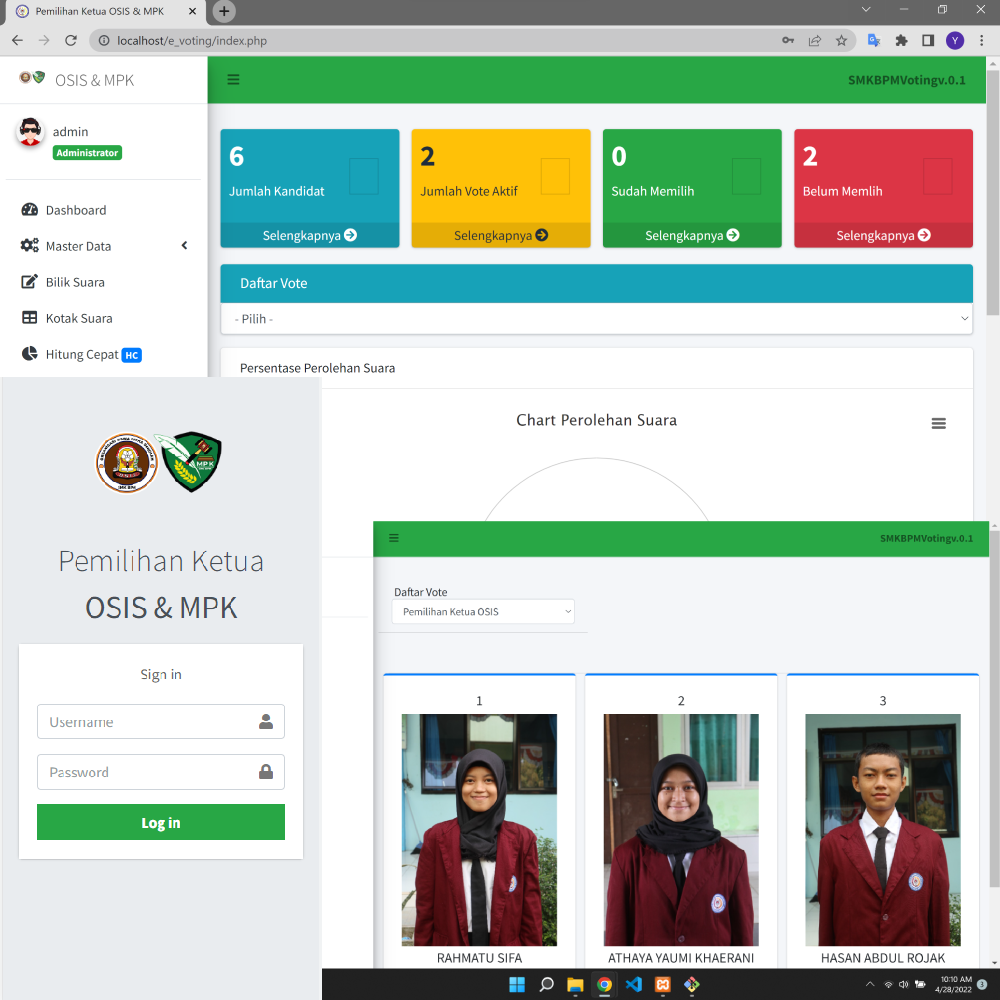 Pemilihan Ketua OSIS & MPK
localhost/e_voting/index.php
Y
OSIS & MPK
SMKBPMVotingv.0.1
admin
Administrator
Dashboard
Master Data
Bilik Suara
Kotak Suara
Hitung Cepat HC
6
Jumlah Kandidat
Selengkapnya
2
Jumlah Vote Aktif
Selengkapnya
0
Sudah Memilih
Selengkapnya
2
Belum Memlih
Selengkapnya
Daftar Vote
- Pilih -
Persentase Perolehan Suara
Chart Perolehan Suara
MPK
Pemilihan Ketua
OSIS & MPK
Sign in
Username
Password
Log in
SMKBPMVotingv.0.1
Daftar Vote
Pemilihan Ketua OSIS
1
RAHMATU SIFA
2
ATHAYA YAUMI KHAERANI
3
HASAN ABDUL ROJAK
10:10 AM
4/28/2022
3